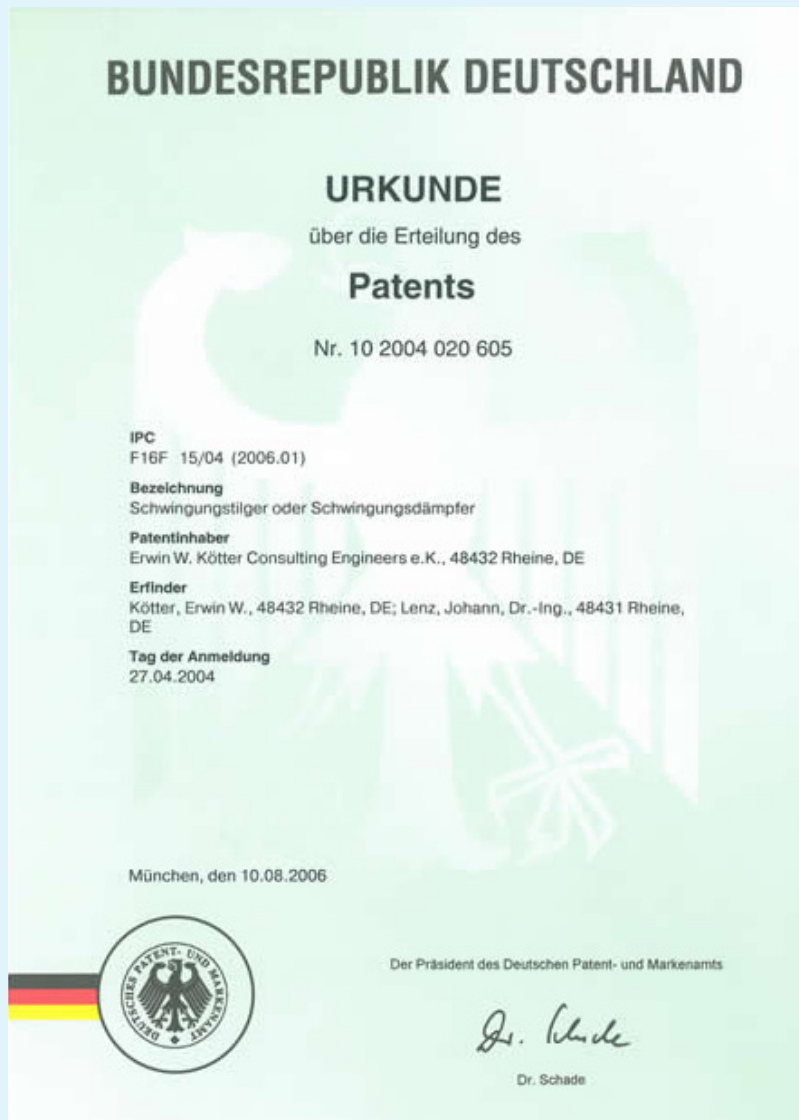 BUNDESREPUBLIK DEUTSCHLAND
URKUNDE
über die Erteilung des
Patents
Nr. 10 2004 020 605
IPC
F16F 15/04 (2006.01)
Bezeichnung
Schwingungstilger oder Schwingungsdämpfer
Patentinhaber
Erwin W. Kötter Consulting Engineers e.K., 48432 Rheine, DE
Erfinder
Kötter, Erwin W., 48432 Rheine, DE; Lenz, Johann, Dr.-Ing., 48431 Rheine,
DE
Tag der Anmeldung
27.04.2004
München, den 10.08.2006
DEUTSCHES PATENT- UND MARKENAMT
Der Präsident des Deutschen Patent- und Markenamts
Dr. Schade
Dr. Schade